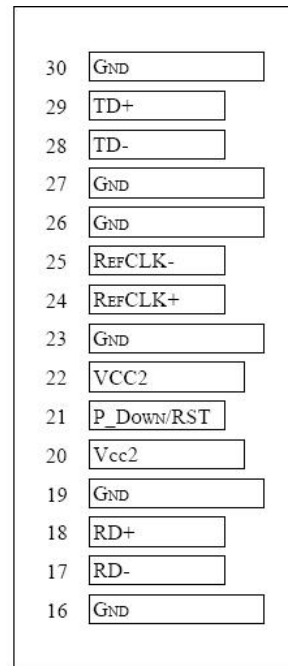 30 GND
29 TD+
28 TD-
27 GND
26 GND
25 REFCLK-
24 REFCLK+
23 GND
22 VCC2
21 P_DOWN/RST
20 Vcc2
19 GND
18 RD+
17 RD-
16 GND